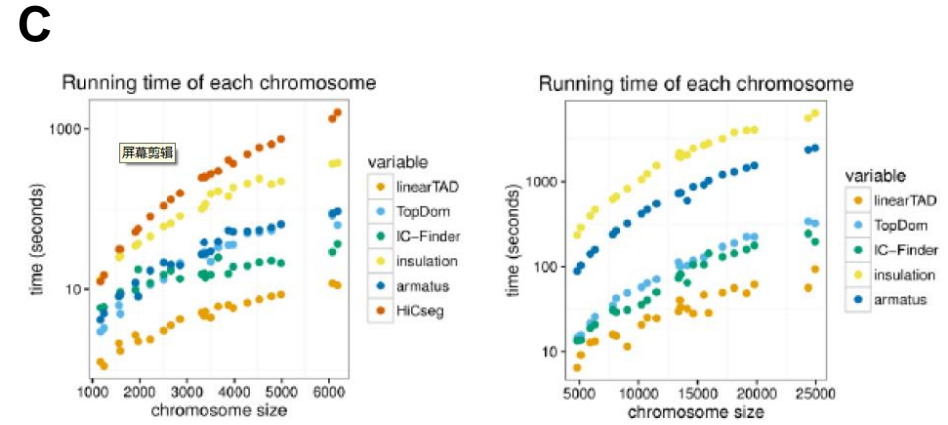 C
Running time of each chromosome
1000
10
屏幕剪辑
time (seconds)
1000 2000 3000 4000 5000 6000
chromosome size
variable
linearTAD
TopDom
IC-Finder
insulation
armatus
HiCseg
Running time of each chromosome
1000
100
10
time (seconds)
5000 10000 15000 20000 25000
chromosome size
variable
linearTAD
TopDom
IC-Finder
insulation
armatus